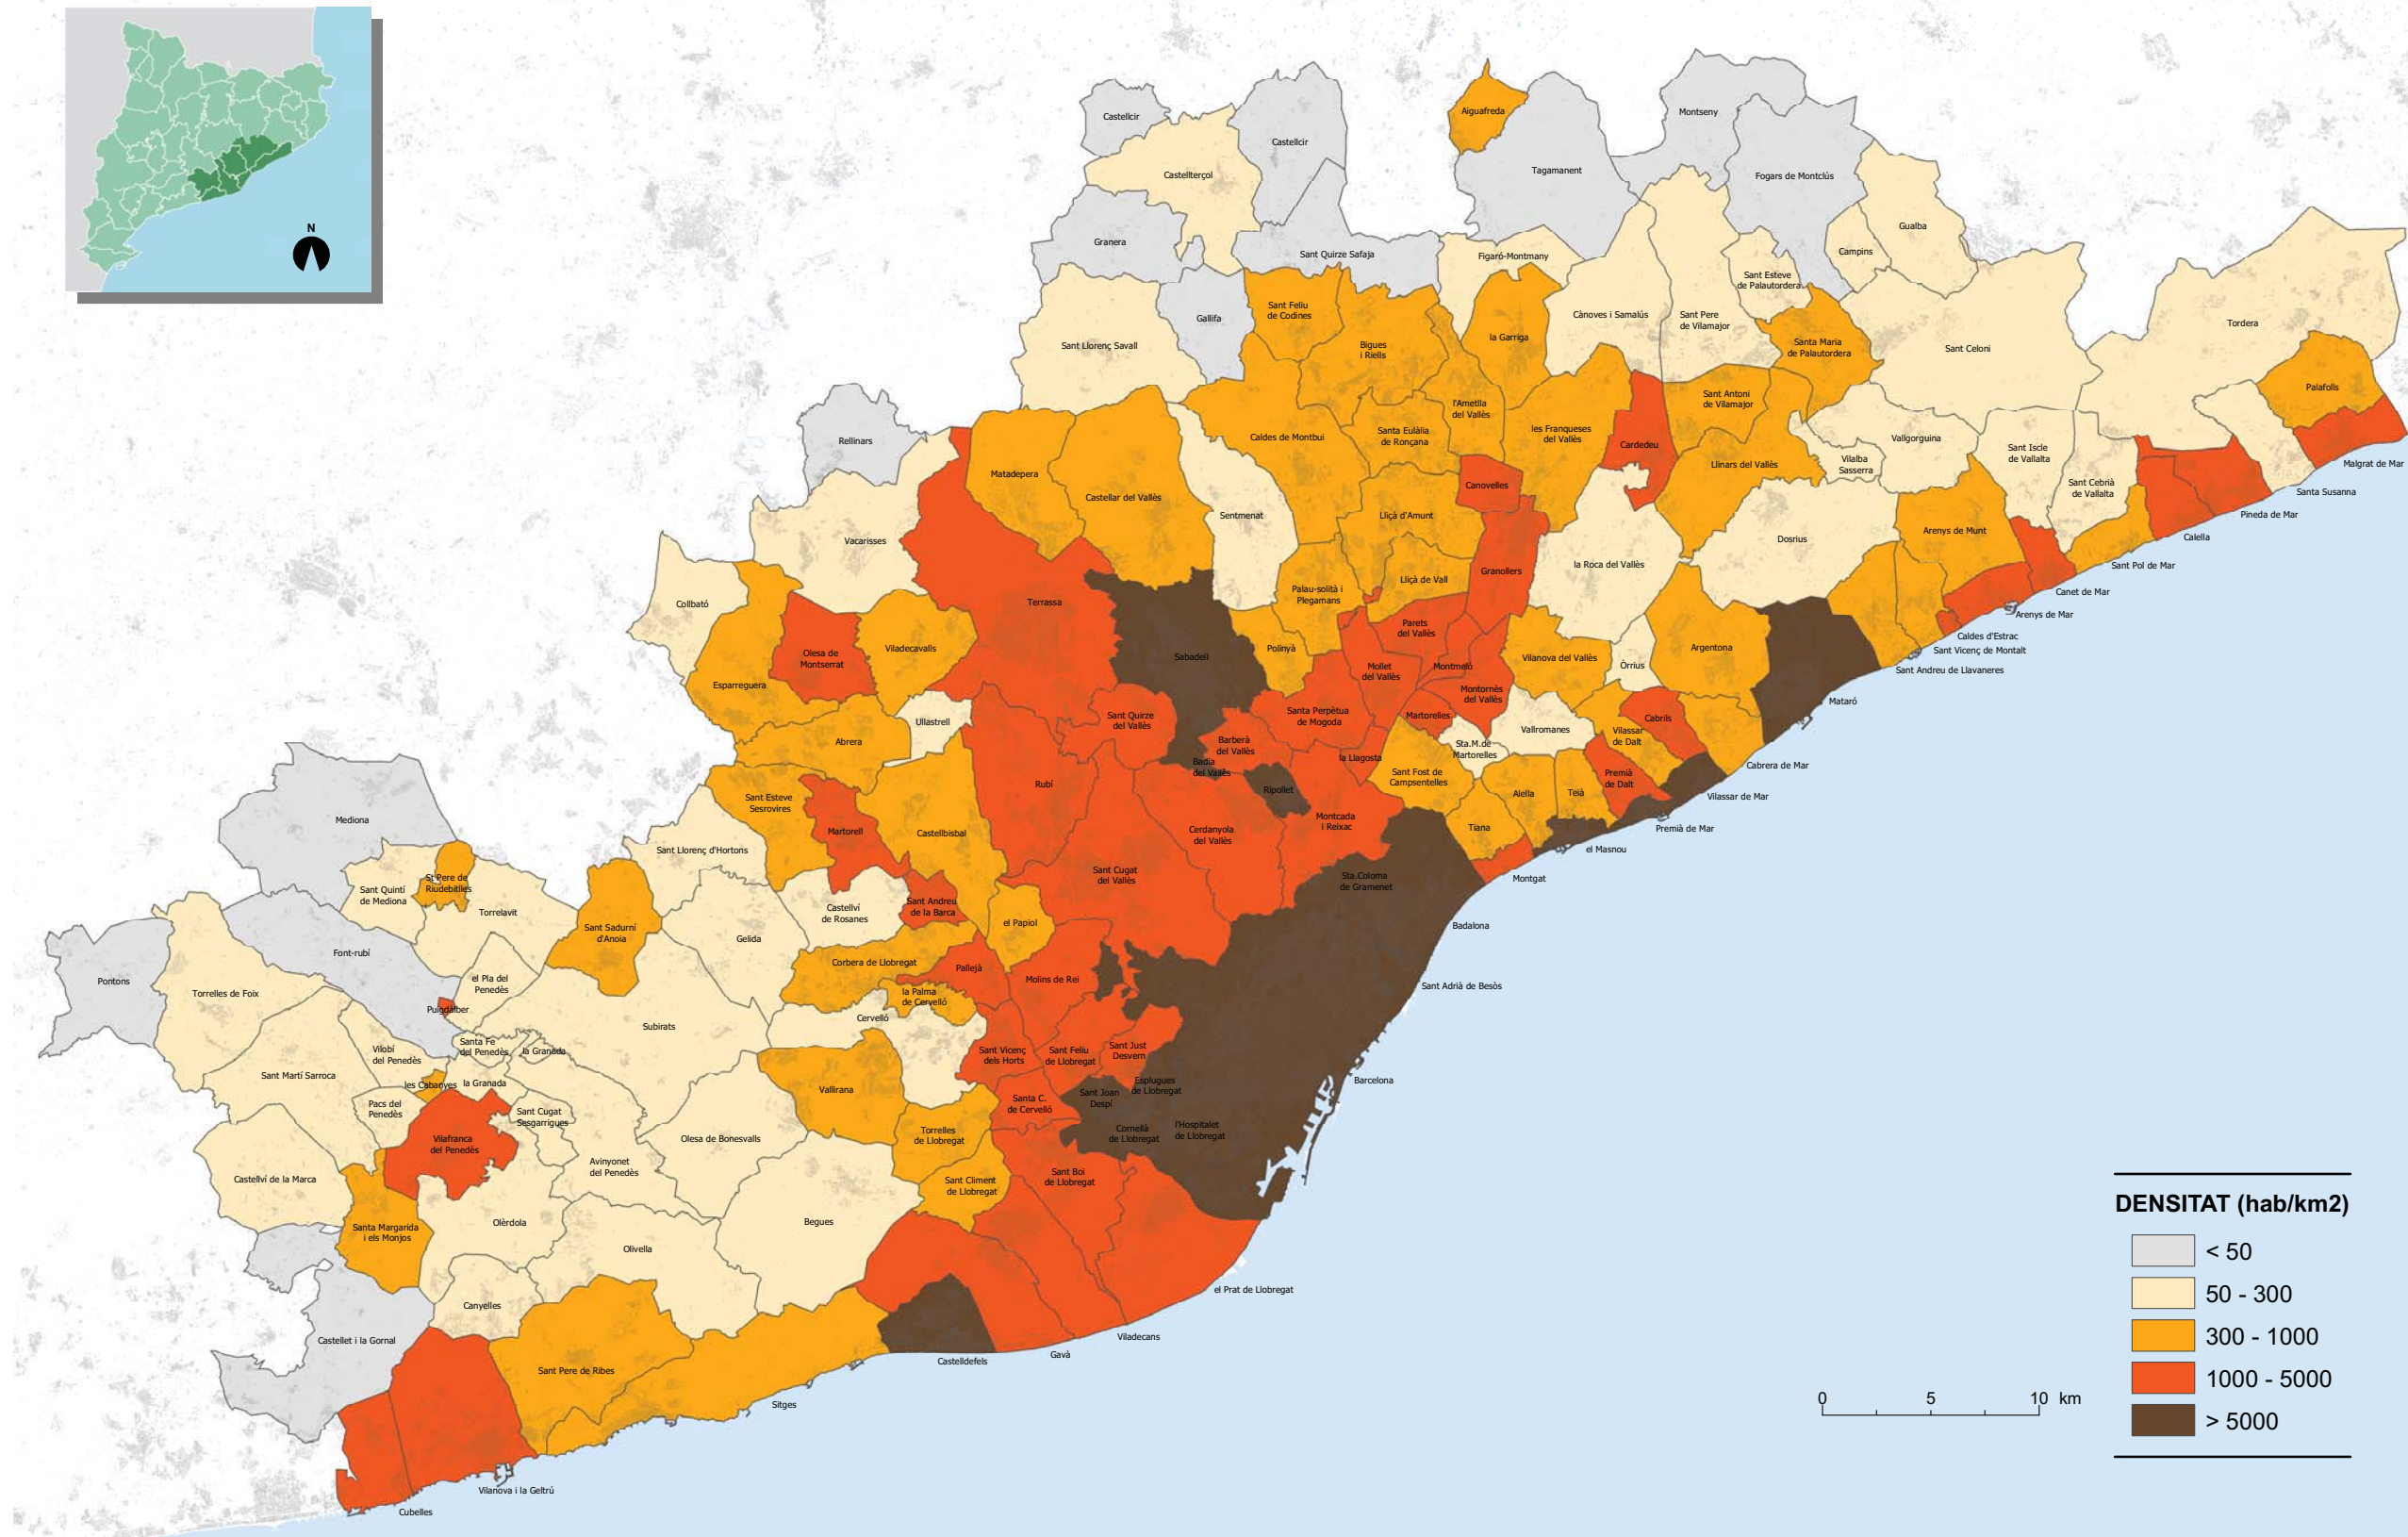 N
Castellcir
Castellcir
Aiguafreda
Montseny
Castellterçol
Tagamanent
Fogars de Montclús
Granera
Sant Quirze Safaja
Figaró-Montmany
Gualba
Campins
Sant Esteve
de Palautordera
Gallifa
Sant Feliu
de Codines
Cànoves i Samalús
Sant Pere
de Vilamajor
Tordera
Sant Llorenç Savall
Bigues
i Riells
la Garriga
Santa Maria
de Palautordera
Sant Celoni
Palafolls
Rellinars
Caldes de Montbui
l'Ametlla
del Vallès
Santa Eulàlia
de Ronçana
les Franqueses
del Vallès
Cardedeu
Sant Antoni
de Vilamajor
Vallgorguina
Sant Iscle
de Vallalta
Malgrat de Mar
Matadepera
Castellar del Vallès
Canovelles
Llinars del Vallès
Vilalba
Sasserra
Sant Cebrià
de Vallalta
Santa Susanna
Sentmenat
Lliçà d'Amunt
Pineda de Mar
Vacarisses
Dosrius
Arenys de Munt
Calella
la Roca del Vallès
Sant Pol de Mar
Collbató
Terrassa
Palau-solità i
Plegamans
Lliçà de Vall
Granollers
Canet de Mar
Arenys de Mar
Parets
del Vallès
Caldes d'Estrac
Sant Vicenç de Montalt
Sant Andreu de Llavaneres
Olesa de
Montserrat
Viladecavalls
Sabadell
Polinyà
Mollet
del Vallès
Montmeló
Vilanova del Vallès
Òrrius
Argentona
Esparreguera
Montornès
del Vallès
Mataró
Ullastrell
Sant Quirze
del Vallès
Santa Perpètua
de Mogoda
Martorelles
Vallromanes
Vilassar
de Dalt
Cabrils
Abrera
Barberà
del Vallès
Badia
del Vallès
la Llagosta
Sta.M.de
Martorelles
Cabrera de Mar
Sant Fost de
Campsentelles
Premià
de Dalt
Rubí
Ripollet
Alella
Teià
Vilassar de Mar
Sant Esteve
Sesrovires
Mediona
Martorell
Castellbisbal
Cerdanyola
del Vallès
Montcada
i Reixac
Tiana
Premià de Mar
el Masnou
Sant Llorenç d'Hortons
Sant Cugat
del Vallès
Sta.Coloma
de Gramenet
Montgat
St Pere de
Riudebitlles
Sant Quintí
de Mediona
Torrelavit
Castellví
de Rosanes
Sant Andreu
de la Barca
Sant Sadurní
d'Anoia
Gelida
el Papiol
Badalona
Font-rubí
Corbera de Llobregat
Pallejà
Molins de Rei
Pontons
Torrelles de Foix
el Pla del
Penedès
la Palma
de Cervelló
Sant Adrià de Besòs
Puigdàlber
Subirats
Cervelló
Santa Fe
del Penedès
la Granada
Vilobí
del Penedès
Sant Vicenç
dels Horts
Sant Feliu
de Llobregat
Sant Just
Desvern
Sant Martí Sarroca
les Cabanyes
la Granada
Vallirana
Esplugues
de Llobregat
Barcelona
Pacs del
Penedès
Sant Cugat
Sesgarrigues
Santa C.
de Cervelló
Sant Joan
Despí
Vilafranca
del Penedès
Olesa de Bonesvalls
Torrelles
de Llobregat
Cornellà
de Llobregat
l'Hospitalet
de Llobregat
Avinyonet
del Penedès
Castellví de la Marca
Sant Climent
de Llobregat
Sant Boi
de Llobregat
Santa Margarida
i els Monjos
Olèrdola
Begues
Olivella
el Prat de Llobregat
Canyelles
Castellet i la Gornal
Viladecans
Gavà
Castelldefels
Sant Pere de Ribes
Sitges
Vilanova i la Geltrú
Cubelles
DENSITAT (hab/km2)
< 50
50 - 300
300 - 1000
1000 - 5000
> 5000
0 5 10 km